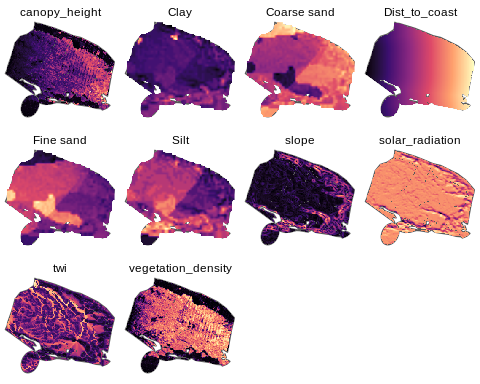 canopy_height
Clay
Coarse sand
Dist_to_coast
Fine sand
Silt
slope
solar_radiation
twi
vegetation_density